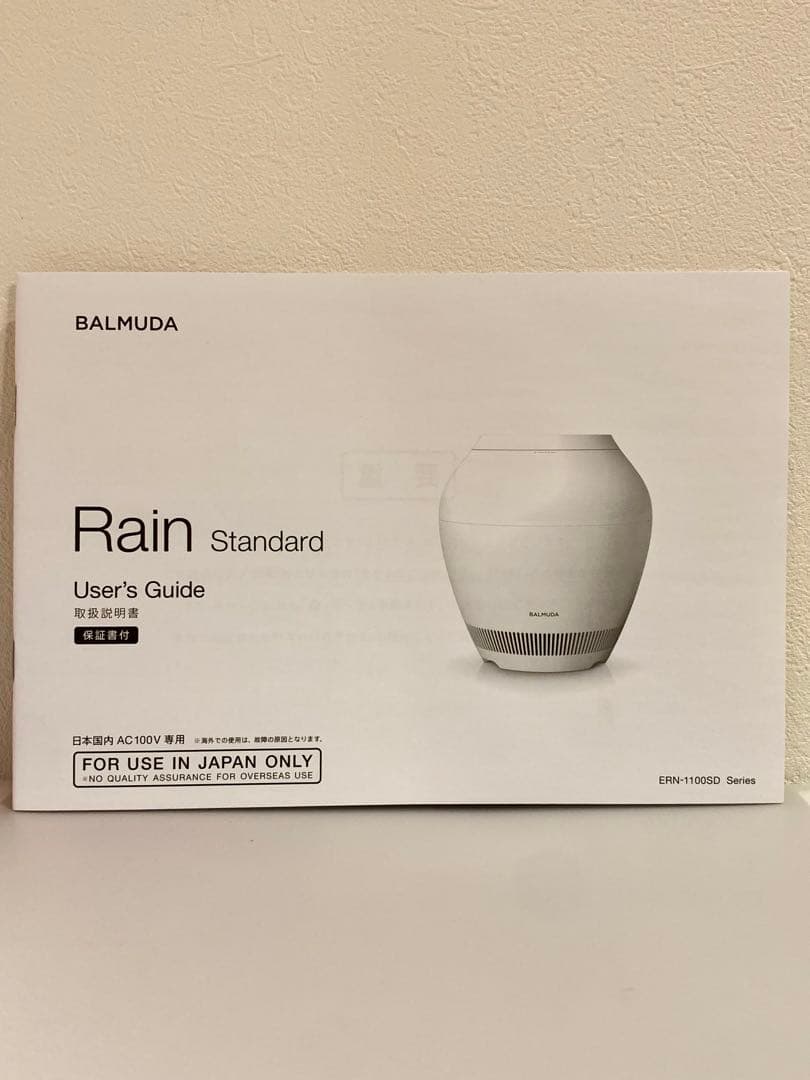 BALMUDA
Rain Standard
User's Guide
取扱説明書
保証書付
BALMUDA
日本国内 AC100V 専用 ※海外での使用は、故障の原因となります。
FOR USE IN JAPAN ONLY
※NO QUALITY ASSURANCE FOR OVERSEAS USE
ERN-1100SD Series